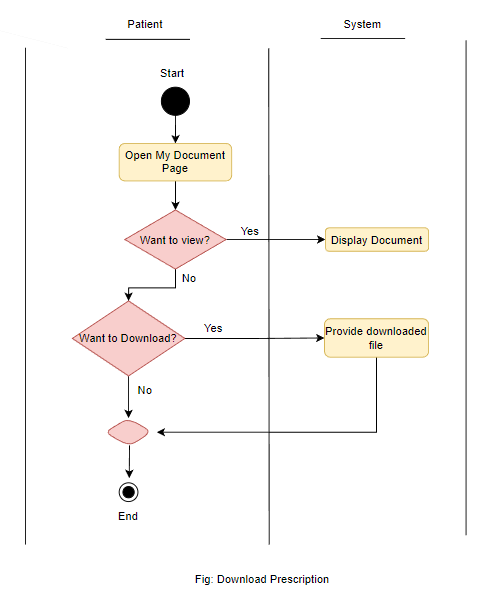 Patient
System
Start
Open My Document
Page
Want to view?
Yes
Display Document
No
Want to Download?
Yes
Provide downloaded
file
No
End
Fig: Download Prescription